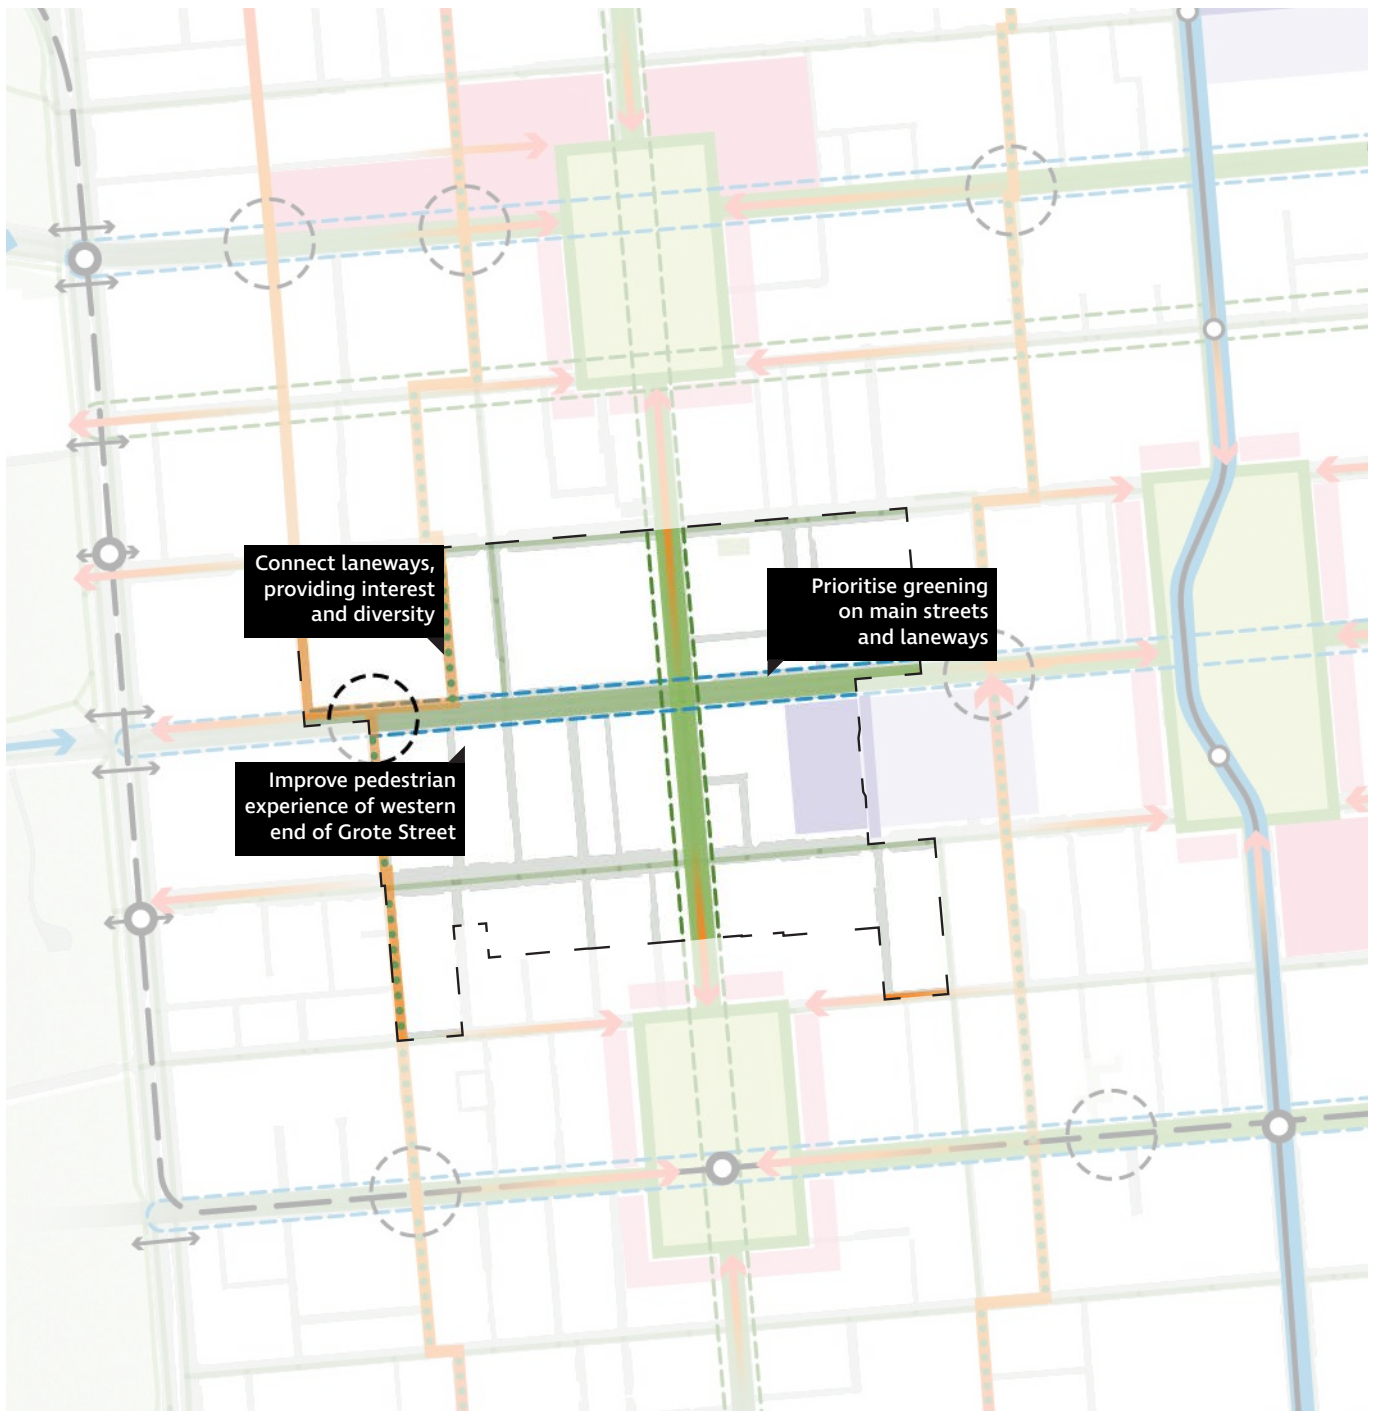 Connect laneways,
providing interest
and diversity
Prioritise greening
on main streets
and laneways
Improve pedestrian
experience of western
end of Grote Street